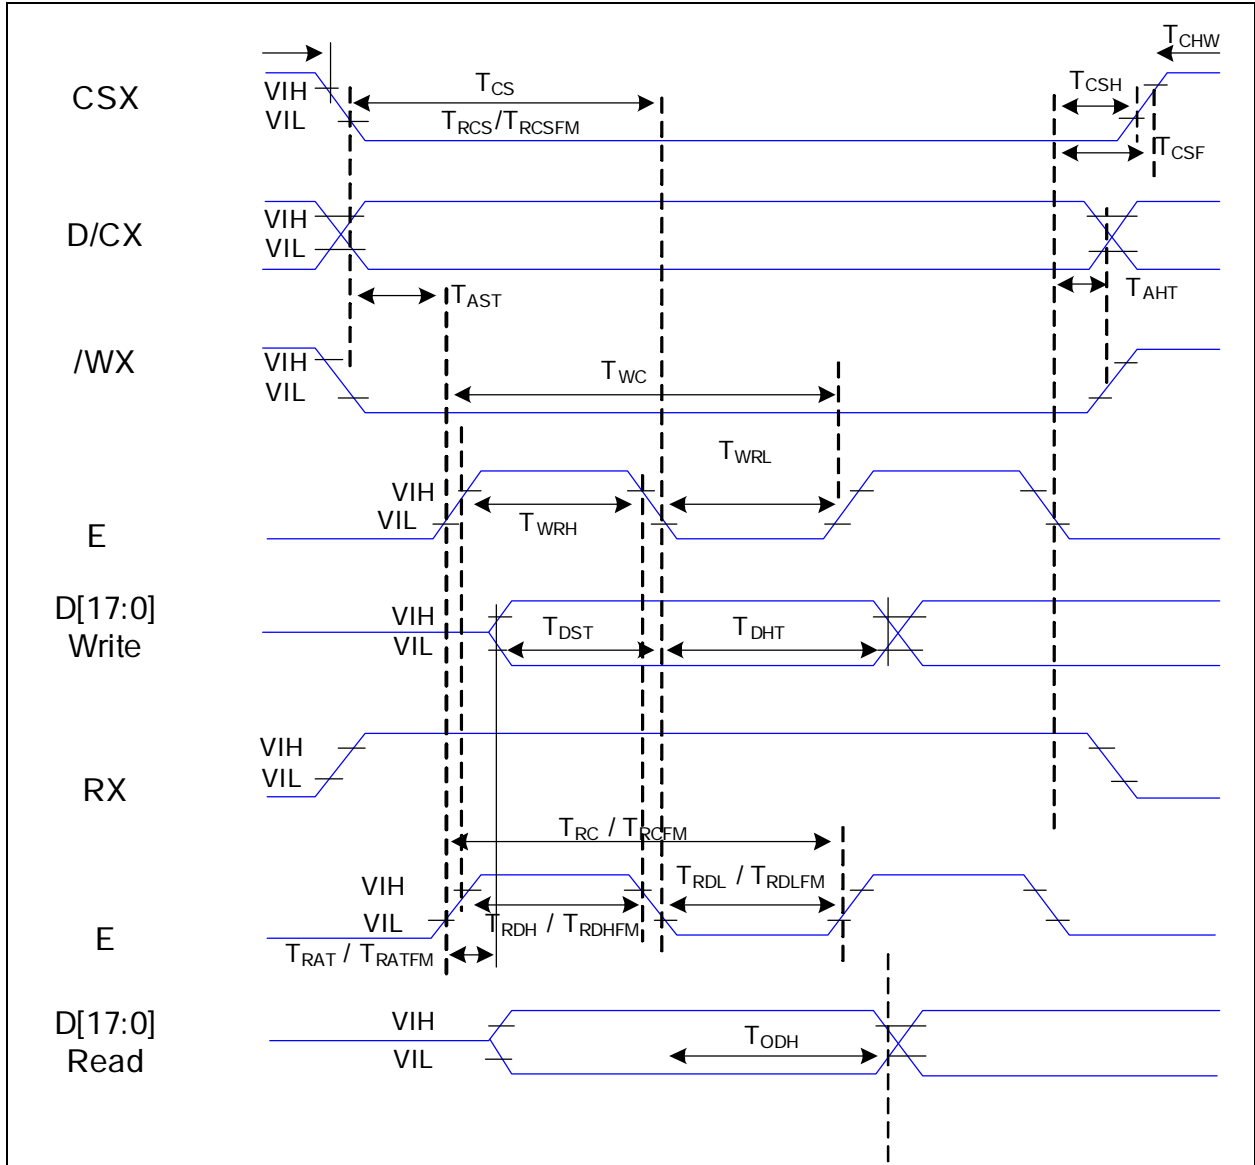 TCHW
TCS
TCSH
VIH
CSX
VIL
TRCS/TRCSFM
TCSF
VIH
D/CX
VIL
TAST
TAHT
VIH
/WX
VIL
TWC
TWRL
VIH
VIL
TWRH
E
D[17:0]
Write
VIH
VIL
TDST
TDHT
VIH
VIL
RX
TRC / TRCFM
VIH
TRDL / TRDLFM
VIL
TRDH / TRDHFM
E
TRAT / TRATFM
D[17:0]
Read
VIH
VIL
TODH